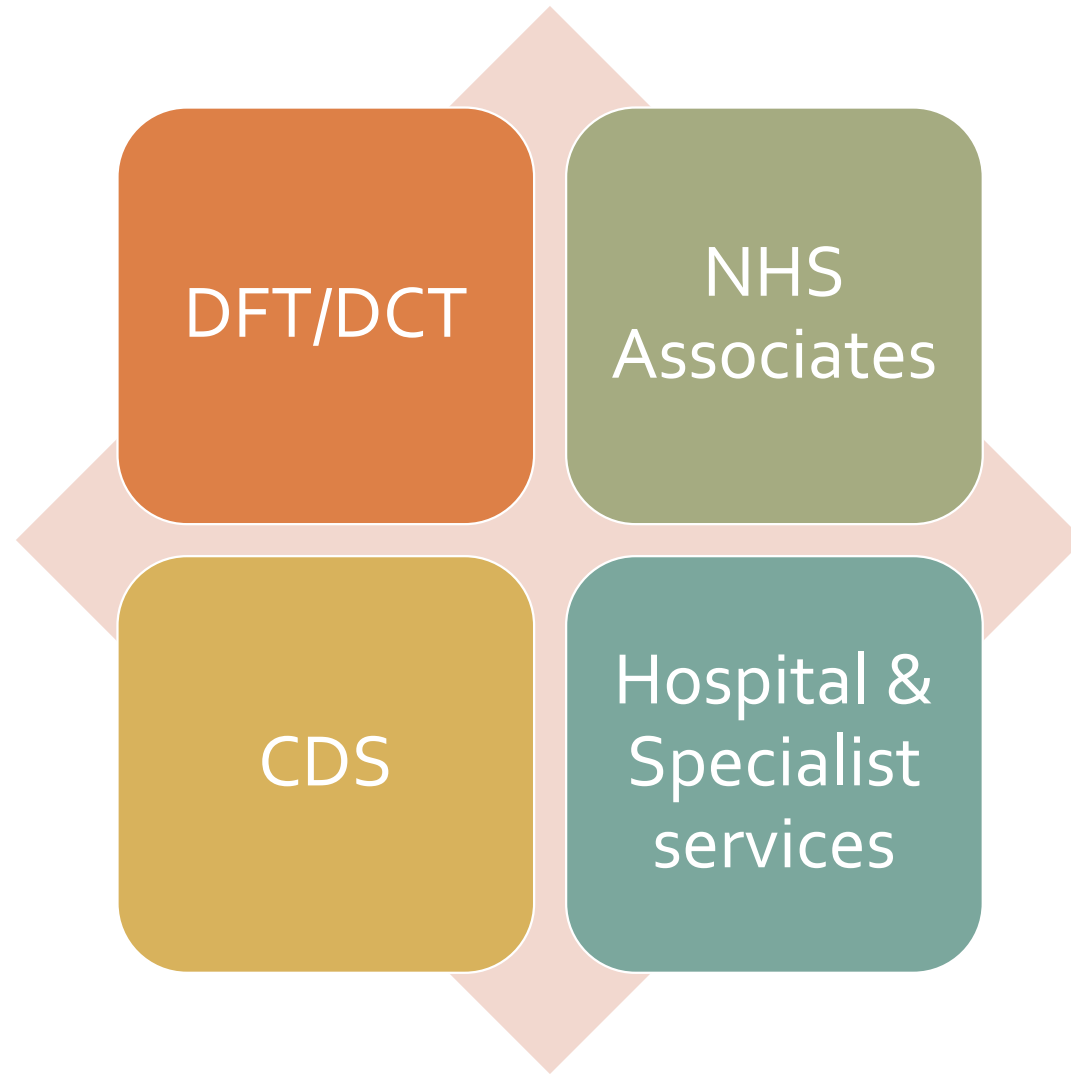 DFT/DCT
NHS
Associates
CDS
Hospital &
Specialist
services